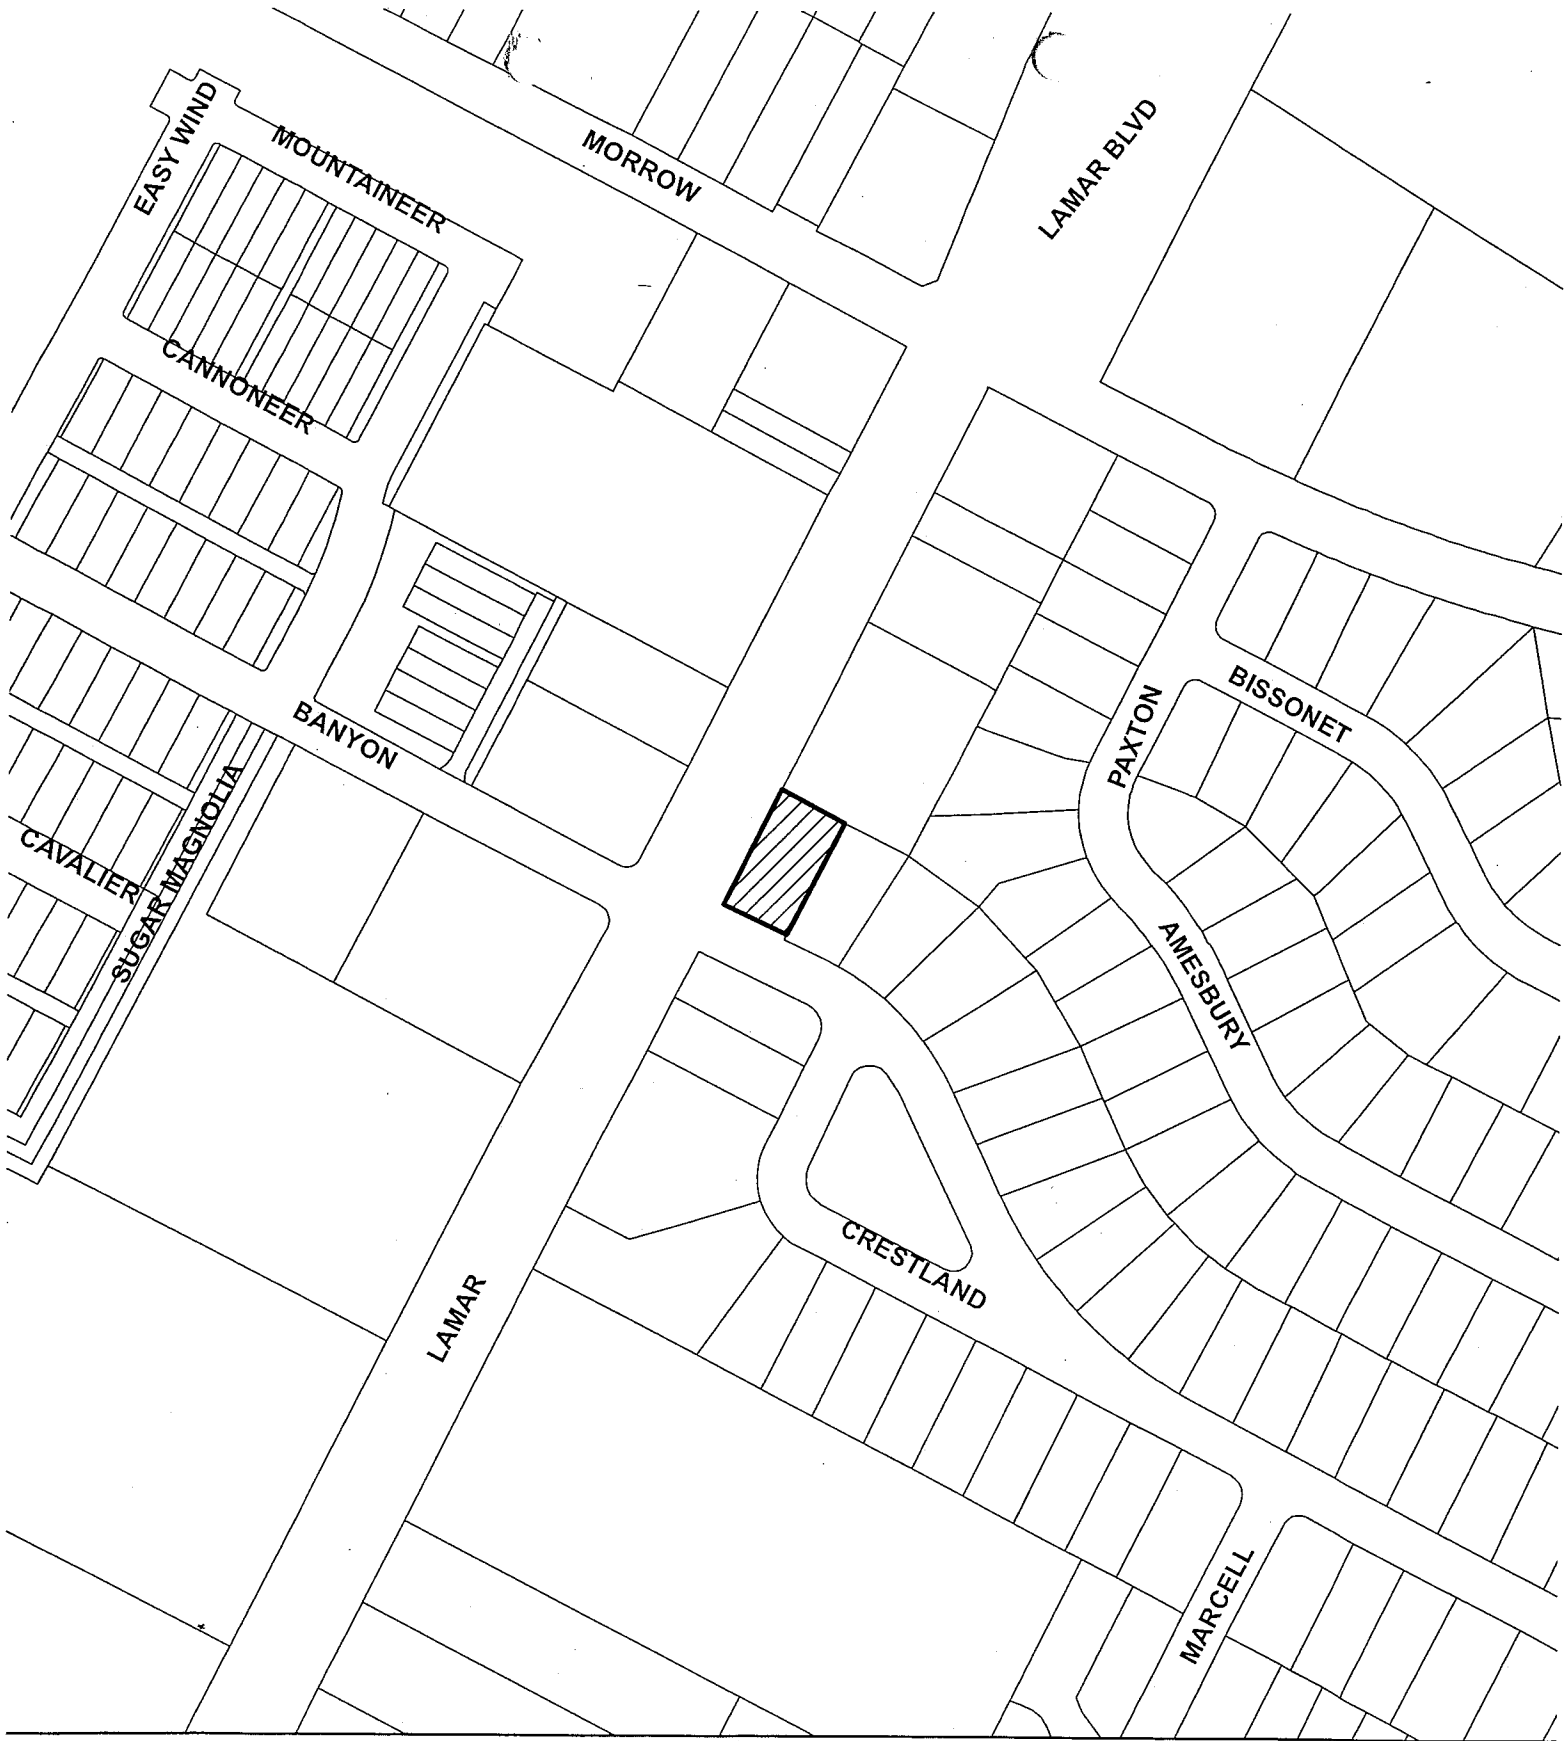 EASY WIND
MOUNTAINEER
MORROW
LAMAR BLVD
CANNONEER
BANYON
BISSONET
PAXTON
CAVALIER
SUGAR MAGNOLIA
AMESBURY
CRESTLAND
LAMAR
MARCELL